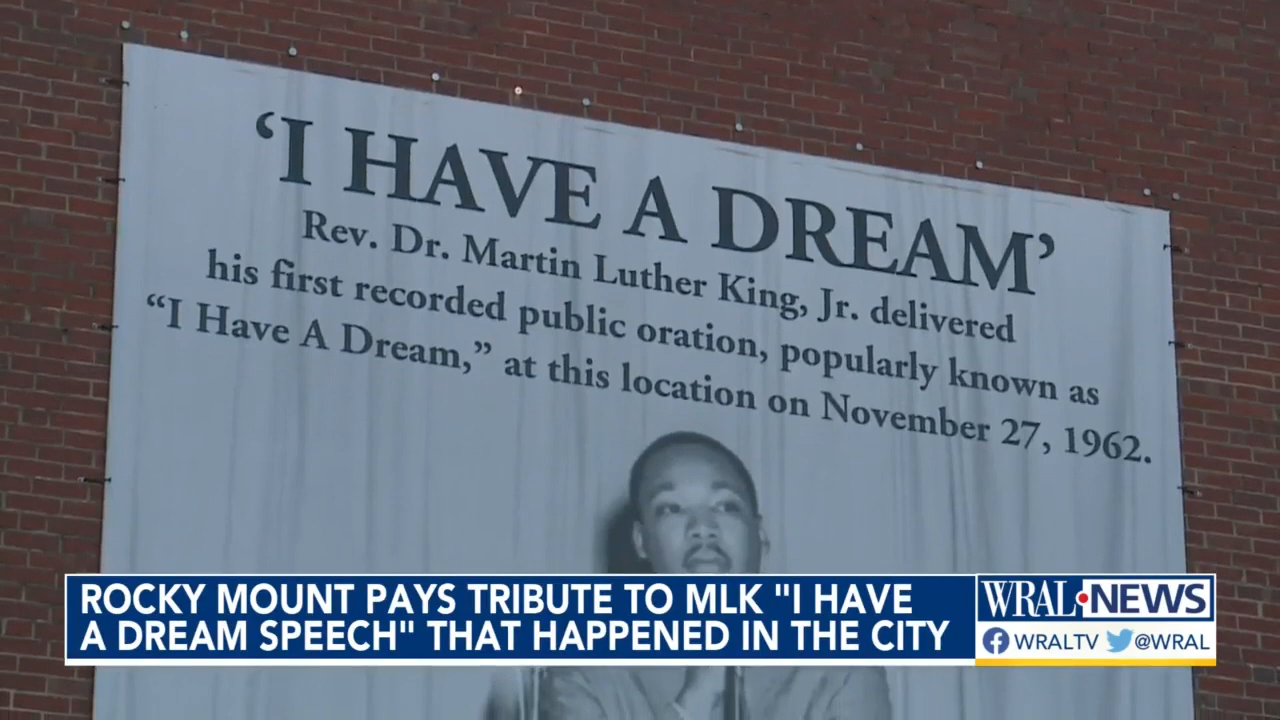 ‘I HAVE A DREAM’
Rev. Dr. Martin Luther King, Jr. delivered
his first recorded public oration, popularly known as
“I Have A Dream,” at this location on November 27, 1962.
ROCKY MOUNT PAYS TRIBUTE TO MLK "I HAVE
A DREAM SPEECH" THAT HAPPENED IN THE CITY
WRAL NEWS
WRALTV @WRAL